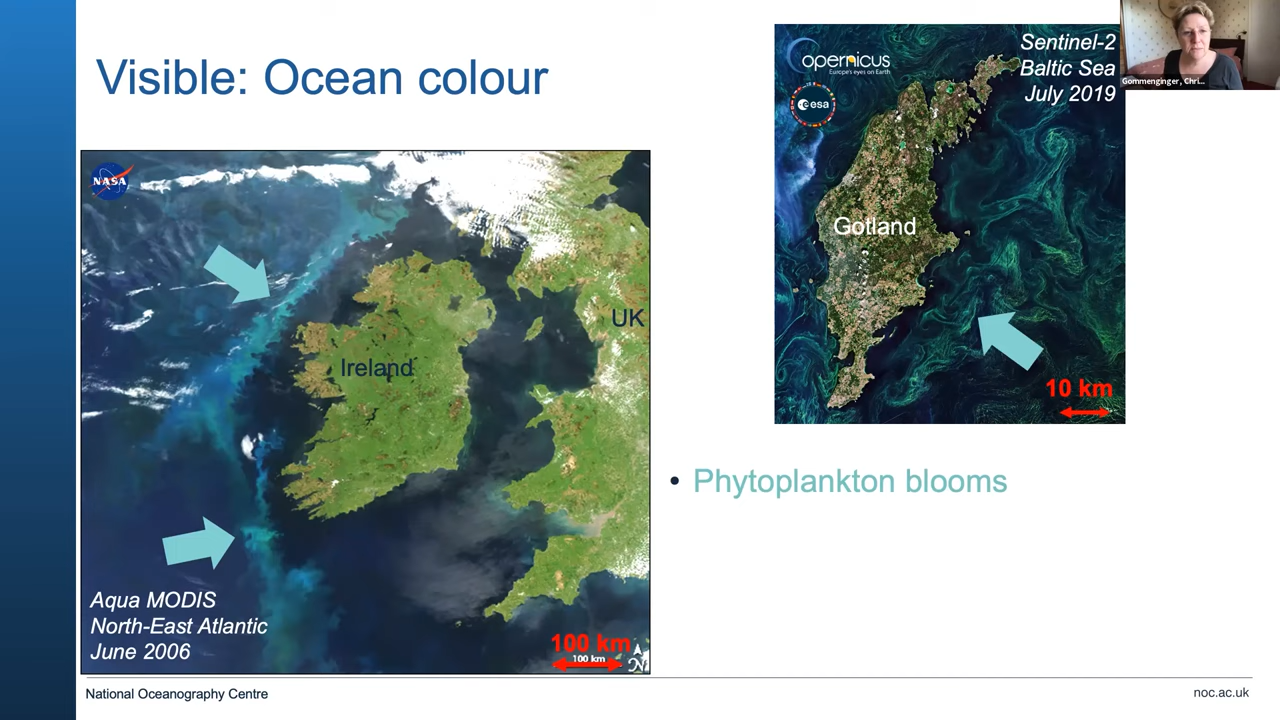 Visible: Ocean colour
NASA
Ireland
UK
Aqua MODIS
North-East Atlantic
June 2006
100 km
100 km
N
opernicus
Europe's eyes on Earth
esa
Sentinel-2
Baltic Sea
July 2019
Gotland
10 km
Gommenginger, Chri...
• Phytoplankton blooms
National Oceanography Centre
noc.ac.uk